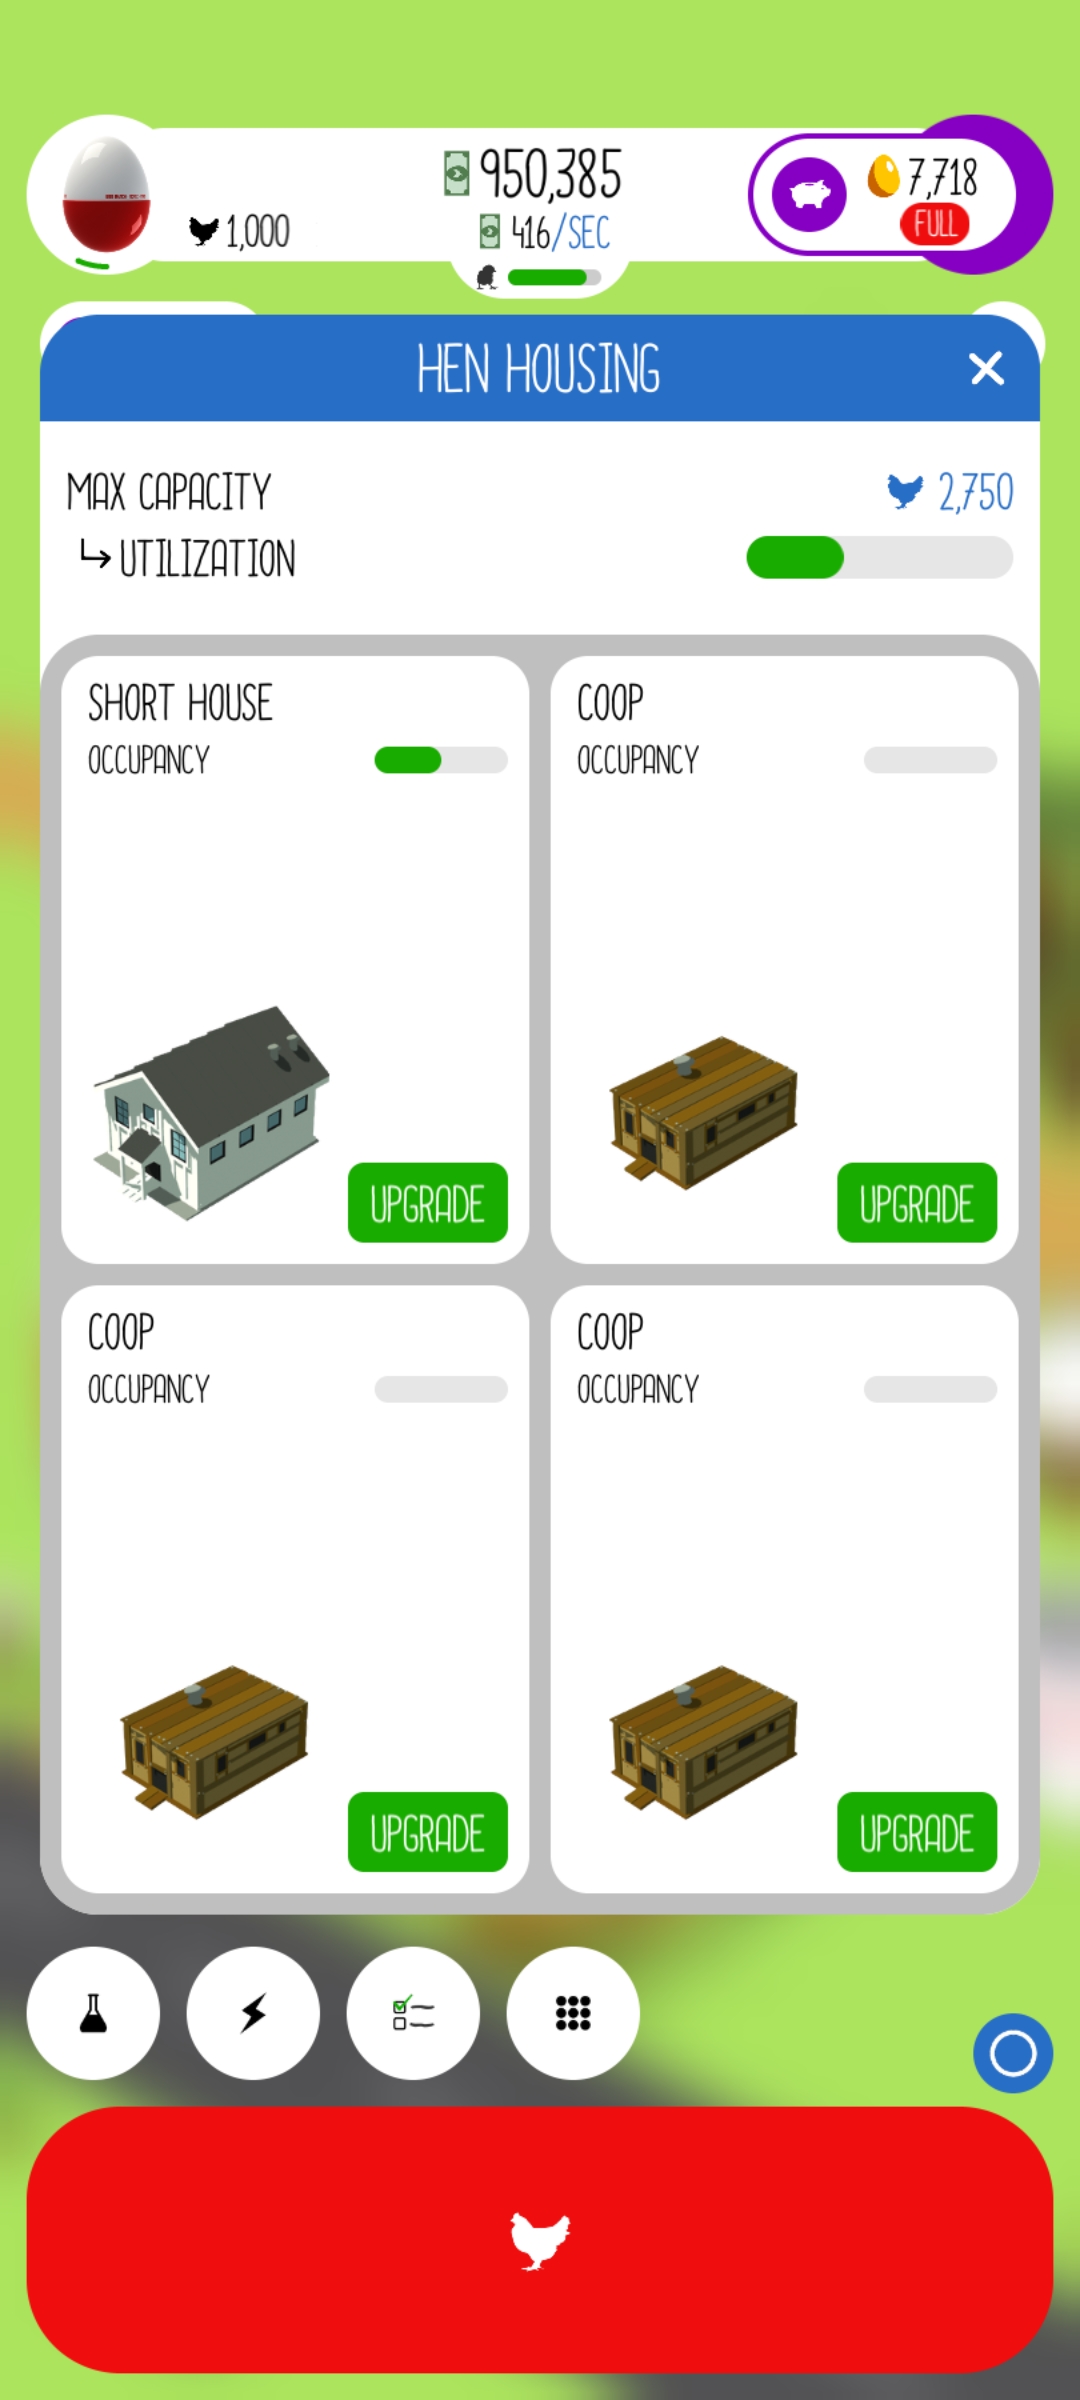 950,385
1,000
416/SEC
7,718
FULL
HEN HOUSING
MAX CAPACITY
2,750
UTILIZATION
SHORT HOUSE
OCCUPANCY
UPGRADE
COOP
OCCUPANCY
UPGRADE
COOP
OCCUPANCY
UPGRADE
COOP
OCCUPANCY
UPGRADE